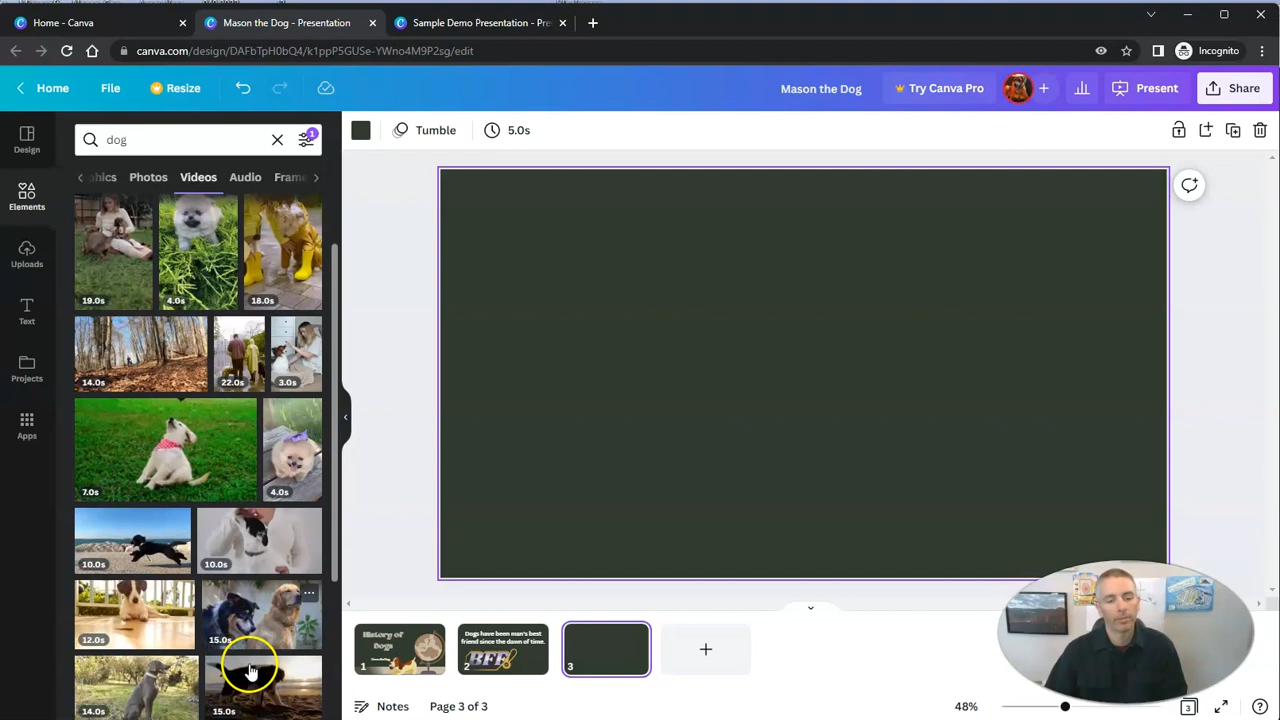 Home - Canva
Mason the Dog - Presentation
Sample Demo Presentation - Pre
canva.com/design/DAFbTpH0bQ4/k1ppP5GUSe-YWno4M9P2sg/edit
Incognito
Home
File
Resize
Mason the Dog
Try Canva Pro
Present
Share
Design
Elements
Uploads
Text
Projects
Apps
dog
1
Tumble
5.0s
phics
Photos
Videos
Audio
Frame
19.0s
4.0s
18.0s
14.0s
22.0s
3.0s
7.0s
4.0s
10.0s
10.0s
12.0s
15.0s
14.0s
15.0s
History of
Dogs
1
Dogs have been man's best
friend since the dawn of time.
BFF
2
3
Notes
Page 3 of 3
48%
3